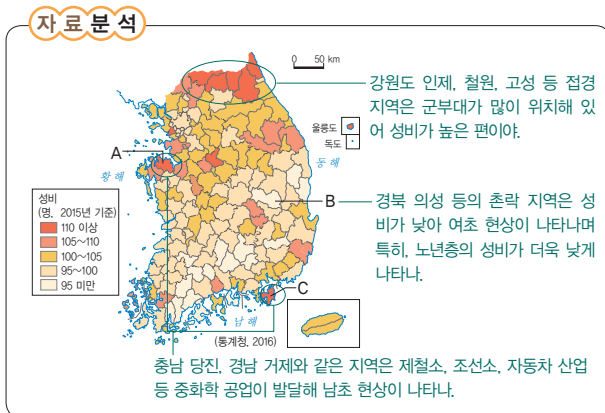 자료분석
0 50 km
강원도 인제, 철원, 고성 등 접경
지역은 군부대가 많이 위치해 있
어 성비가 높은 편이야.
울릉도
독도
동해
A
황해
B
경북 의성 등의 촌락 지역은 성
비가 낮아 여초 현상이 나타나며
특히, 노년층의 성비가 더욱 낮게
나타나.
성비
(명, 2015년 기준)
110 이상
105~110
100~105
95~100
95 미만
C
남해
(통계청, 2016)
충남 당진, 경남 거제와 같은 지역은 제철소, 조선소, 자동차 산업
등 중화학 공업이 발달해 남초 현상이 나타나.